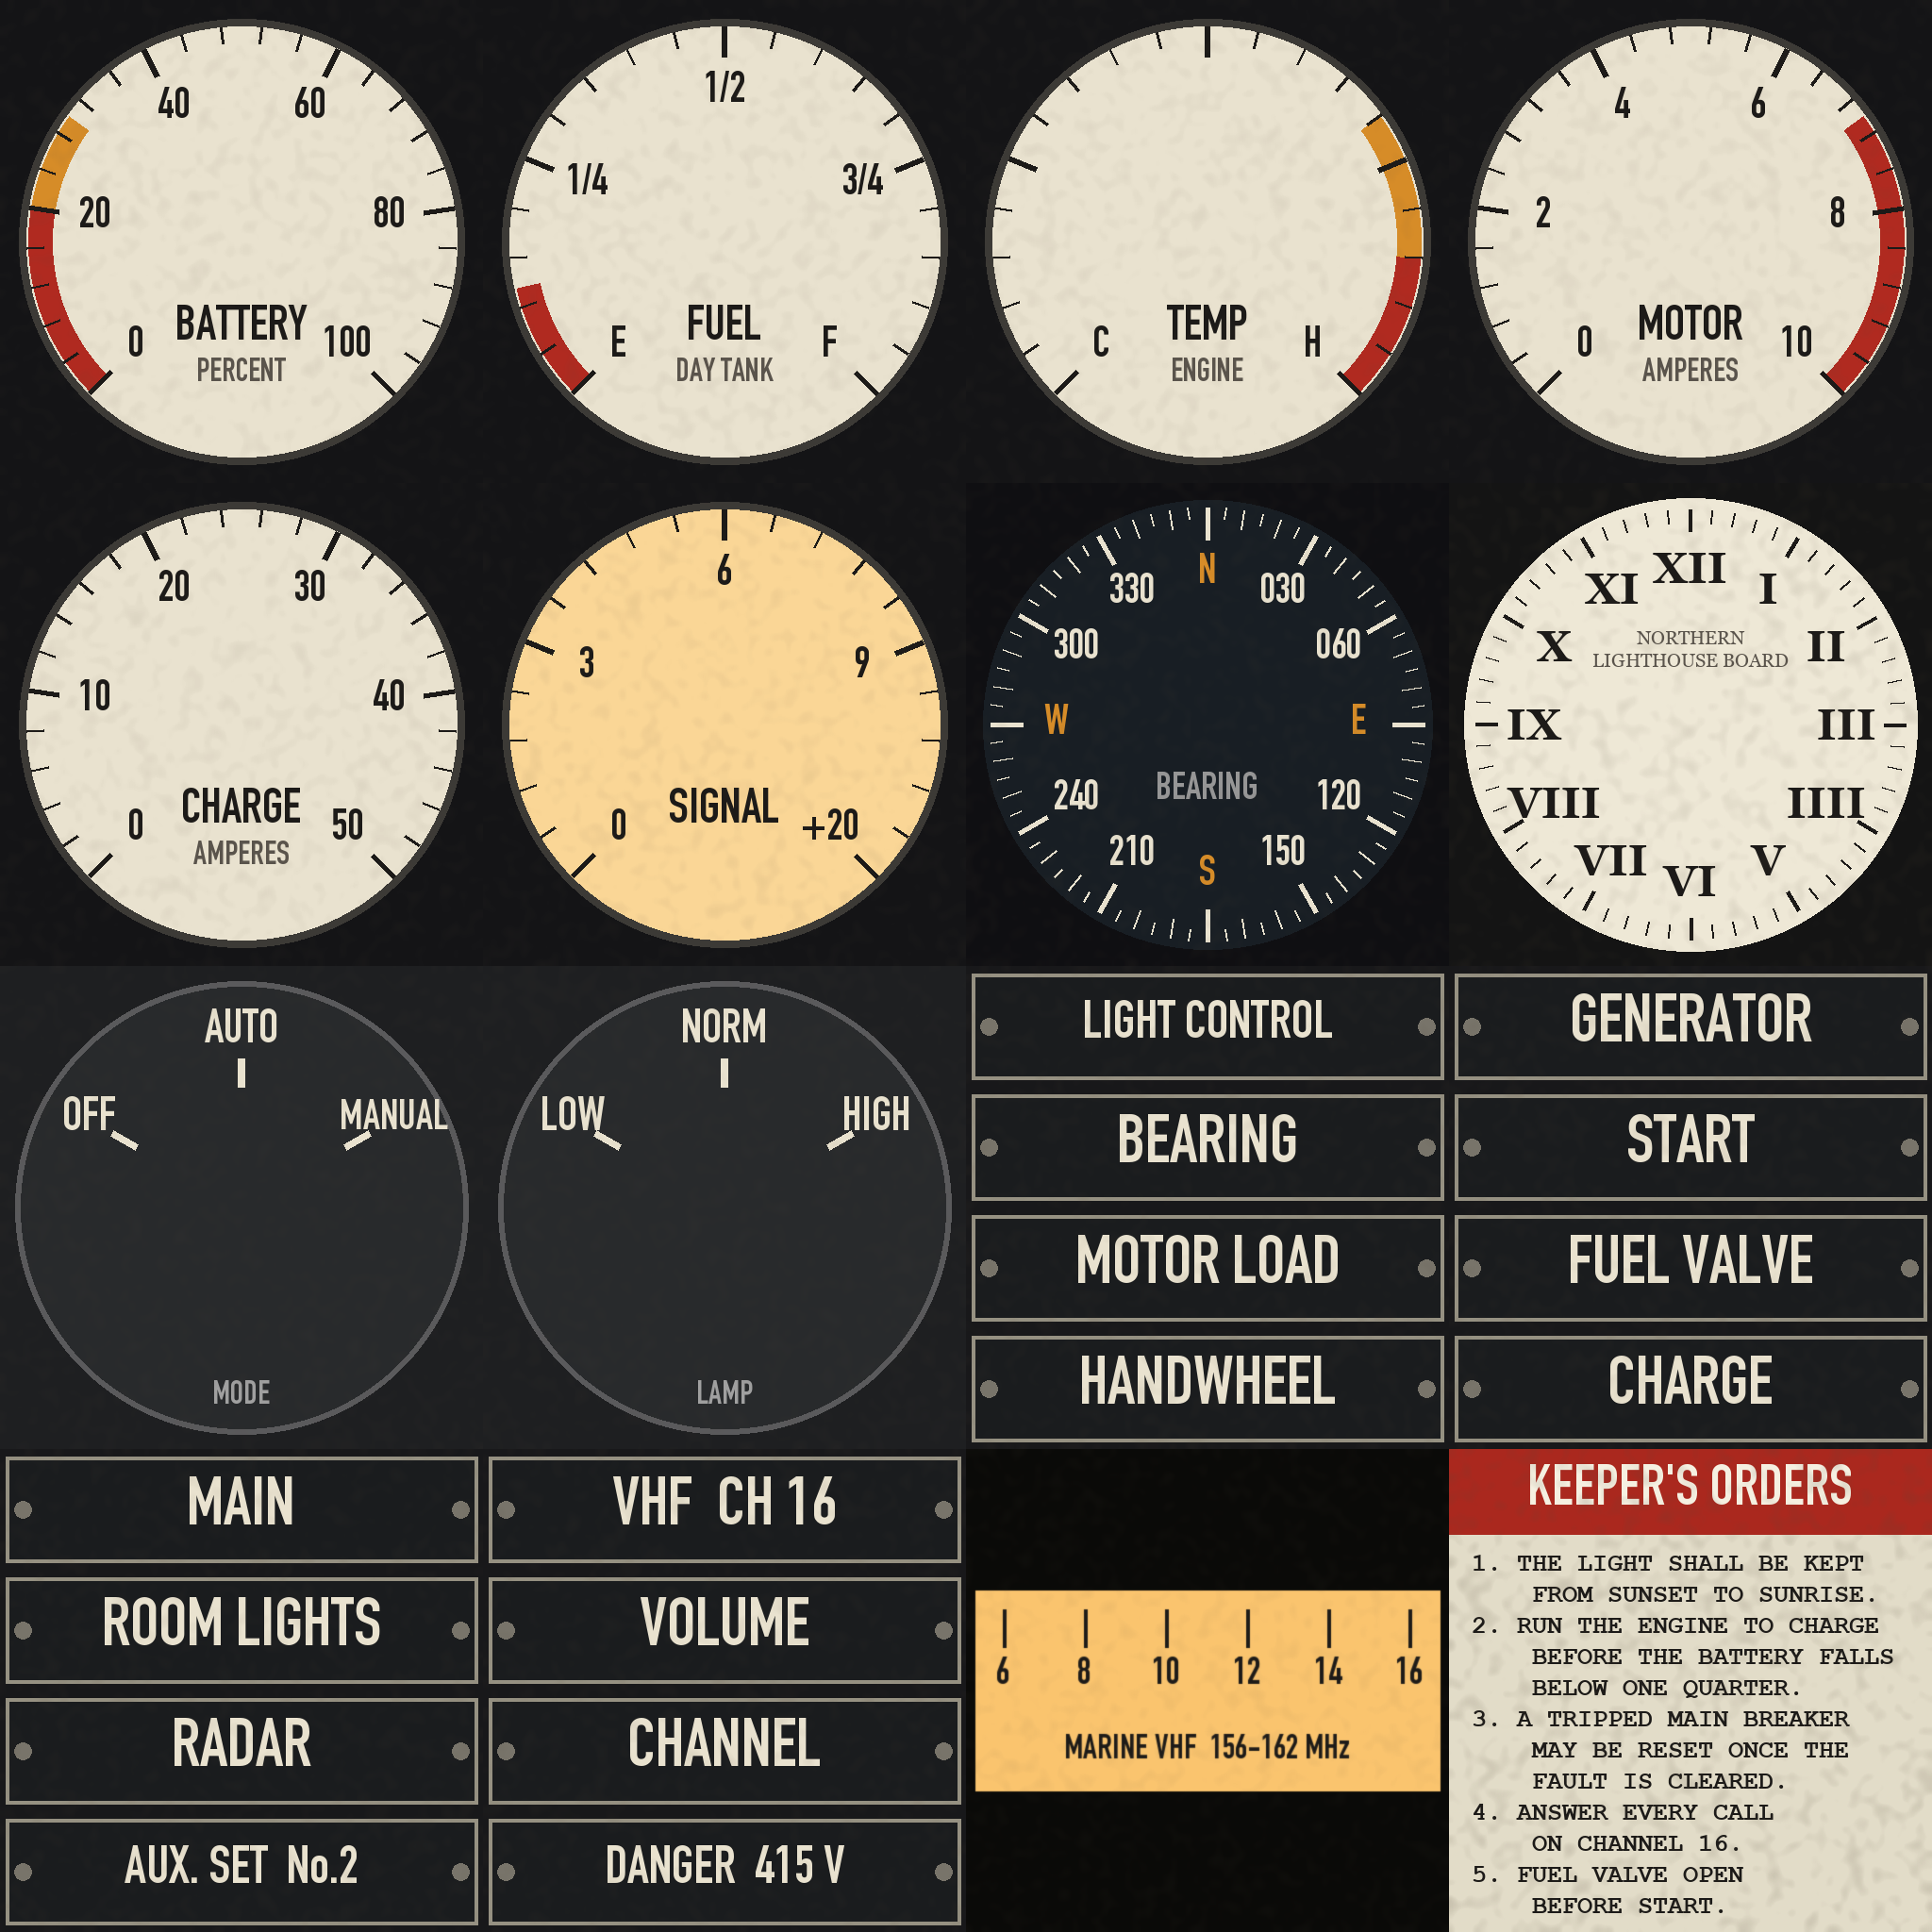 40 60
20 80
0 BATTERY 100
PERCENT
1/2
1/4 3/4
E FUEL F
DAY TANK
C TEMP H
ENGINE
4 6
2 8
0 MOTOR 10
AMPERES
20 30
10 40
0 CHARGE 50
AMPERES
6
3 9
0 SIGNAL +20
N
330 030
300 060
W E
BEARING
240 120
210 150
S
XII
XI I
NORTHERN
X II
LIGHTHOUSE BOARD
IX III
VIII IIII
VII V
VI
AUTO
OFF MANUAL
MODE
NORM
LOW HIGH
LAMP
LIGHT CONTROL
BEARING
MOTOR LOAD
HANDWHEEL
GENERATOR
START
FUEL VALVE
CHARGE
MAIN
ROOM LIGHTS
RADAR
AUX. SET No.2
VHF CH 16
VOLUME
CHANNEL
DANGER 415 V
6 8 10 12 14 16
MARINE VHF 156-162 MHz
KEEPER'S ORDERS
1. THE LIGHT SHALL BE KEPT
FROM SUNSET TO SUNRISE.
2. RUN THE ENGINE TO CHARGE
BEFORE THE BATTERY FALLS
BELOW ONE QUARTER.
3. A TRIPPED MAIN BREAKER
MAY BE RESET ONCE THE
FAULT IS CLEARED.
4. ANSWER EVERY CALL
ON CHANNEL 16.
5. FUEL VALVE OPEN
BEFORE START.